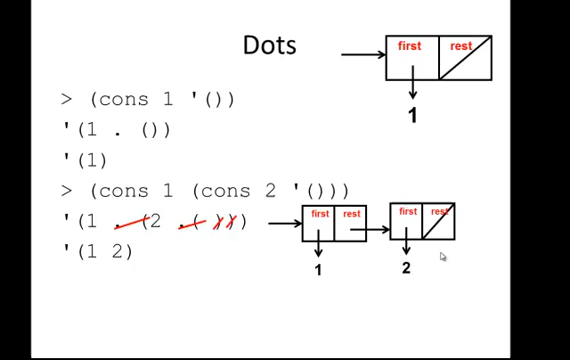 Dots
first rest
1
> (cons 1 '())
'(1 . ())
'(1)
> (cons 1 (cons 2 '()))
'(1 . (2 . ( )))
first rest
first rest
1
2
'(1 2)